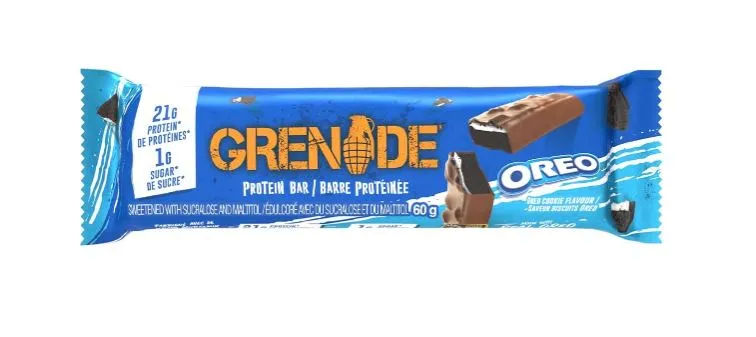 21G
PROTEIN*
DE PROTÉINES*
1G
SUGAR*
DE SUCRE*
GRENADE
PROTEIN BAR / BARRE PROTÉINÉE
SWEETENED WITH SUCRALOSE AND MALTITOL / ÉDULCORÉ AVEC DU SUCRALOSE ET DU MALTITOL 60 g
OREO
OREO COOKIE FLAVOUR /
SAVEUR BISCUITS OREO